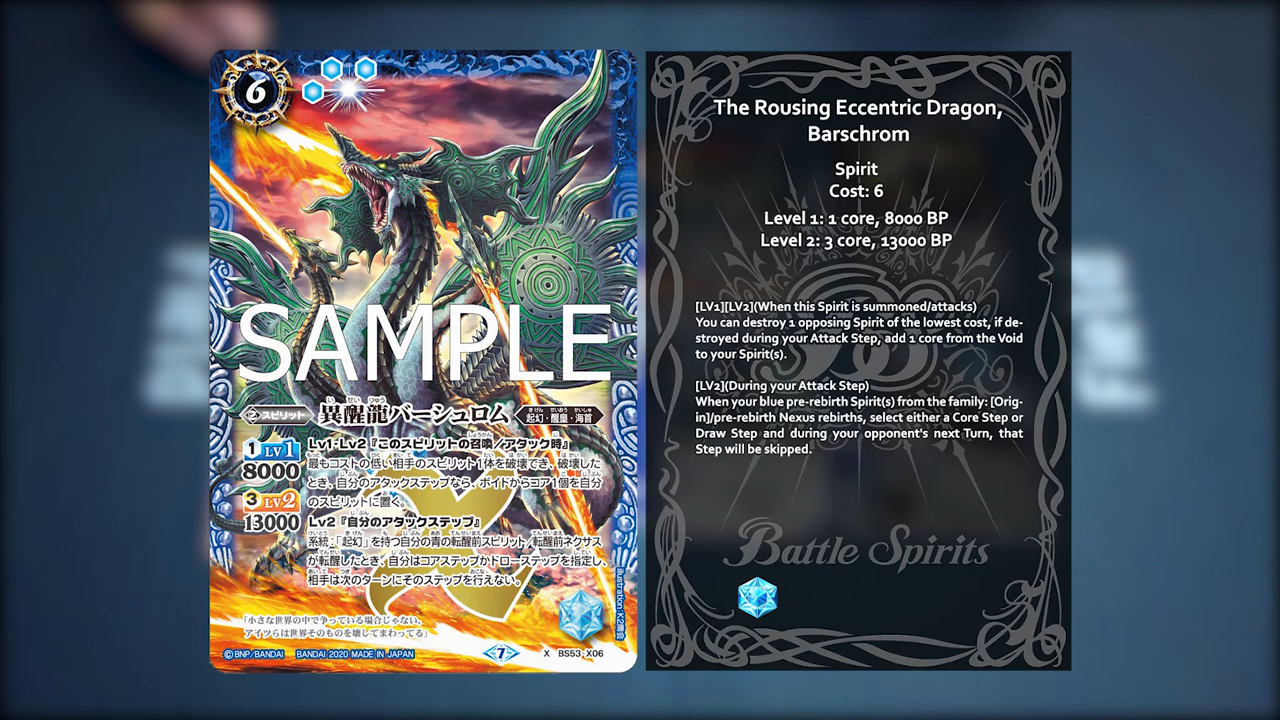 6
SAMPLE
スピリット
異醒龍バーシュロム
起幻・醒皇・海首
1 LV1
8000
3 LV2
13000
Lv1・Lv2『このスピリットの召喚／アタック時』
最もコストの低い相手のスピリット1体を破壊でき、破壊した
とき、自分のアタックステップなら、ボイドからコア1個を自分
のスピリットに置く。
Lv2『自分のアタックステップ』
系統：「起幻」を持つ自分の青の転醒前スピリット／転醒前ネクサス
が転醒したとき、自分はコアステップかドローステップを指定し、
相手は次のターンにそのステップを行えない。
「小さな世界の中で争っている場合じゃない。
アイツらは世界そのものを壊してまわってる」
©BNP/BANDAI BANDAI 2020 MADE IN JAPAN
7
X BS53-X06
The Rousing Eccentric Dragon,
Barschrom
Spirit
Cost: 6
Level 1: 1 core, 8000 BP
Level 2: 3 core, 13000 BP
[LV1][LV2](When this Spirit is summoned/attacks)
You can destroy 1 opposing Spirit of the lowest cost, if de-
stroyed during your Attack Step, add 1 core from the Void
to your Spirit(s).
[LV2](During your Attack Step)
When your blue pre-rebirth Spirit(s) from the family: [Orig-
in]/pre-rebirth Nexus rebirths, select either a Core Step or
Draw Step and during your opponent's next Turn, that
Step will be skipped.
Battle Spirits